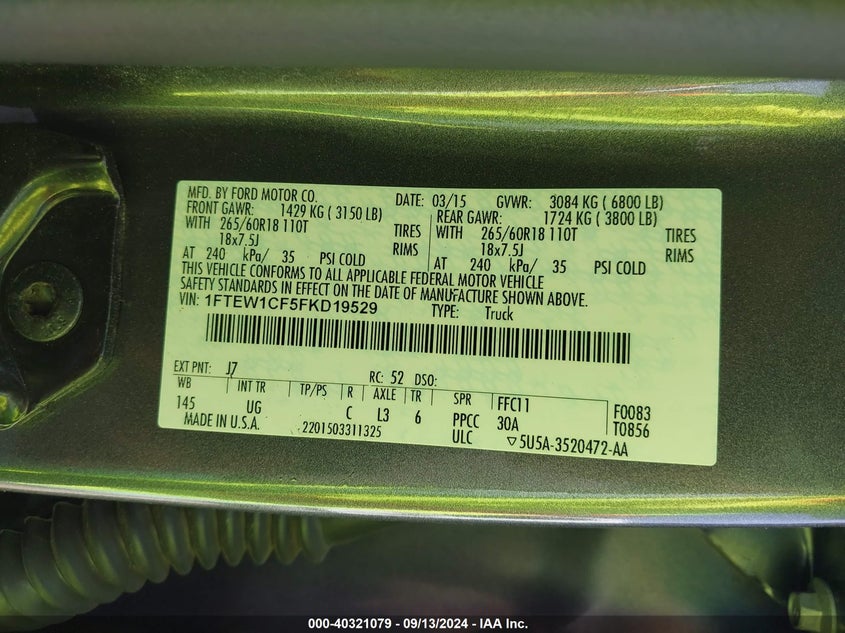 MFD. BY FORD MOTOR CO. DATE: 03/15 GVWR: 3084 KG ( 6800 LB)
FRONT GAWR: 1429 KG ( 3150 LB) REAR GAWR: 1724 KG ( 3800 LB)
WITH 265/60R18 110T TIRES WITH 265/60R18 110T TIRES
18x7.5J RIMS 18x7.5J RIMS
AT 240 kPa/ 35 PSI COLD AT 240 kPa/ 35 PSI COLD
THIS VEHICLE CONFORMS TO ALL APPLICABLE FEDERAL MOTOR VEHICLE
SAFETY STANDARDS IN EFFECT ON THE DATE OF MANUFACTURE SHOWN ABOVE.
VIN: 1FTEW1CF5FKD19529 TYPE: Truck
EXT PNT: J7 RC: 52 DSO:
WB INT TR TP/PS R AXLE TR SPR FFC11 F0083
145 UG C L3 6 PPCC 30A T0856
MADE IN U.S.A. 2201503311325 ULC ▽5U5A-3520472-AA
000-40321079 - 09/13/2024 - IAA Inc.